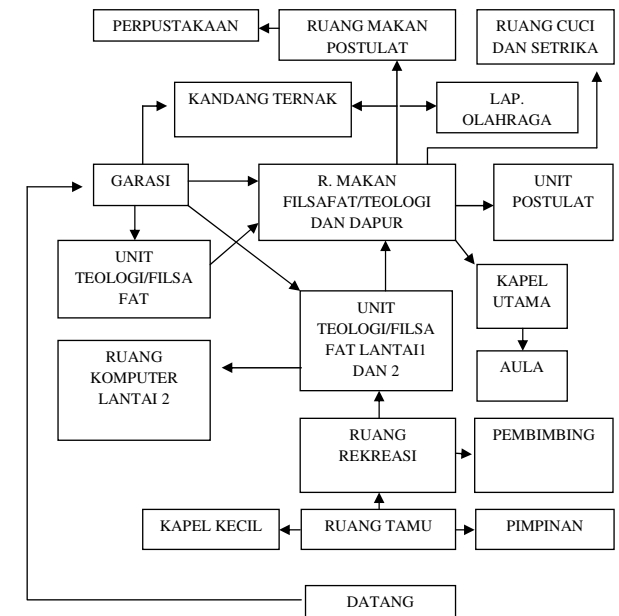 PERPUSTAKAAN
RUANG MAKAN
POSTULAT
RUANG CUCI
DAN SETRIKA
KANDANG TERNAK
LAP.
OLAHRAGA
GARASI
R. MAKAN
FILSAFAT/TEOLOGI
DAN DAPUR
UNIT
POSTULAT
UNIT
TEOLOGI/FILSA
FAT
KAPEL
UTAMA
UNIT
TEOLOGI/FILSA
FAT LANTAI1
DAN 2
RUANG
KOMPUTER
LANTAI 2
AULA
RUANG
REKREASI
PEMBIMBING
KAPEL KECIL
RUANG TAMU
PIMPINAN
DATANG